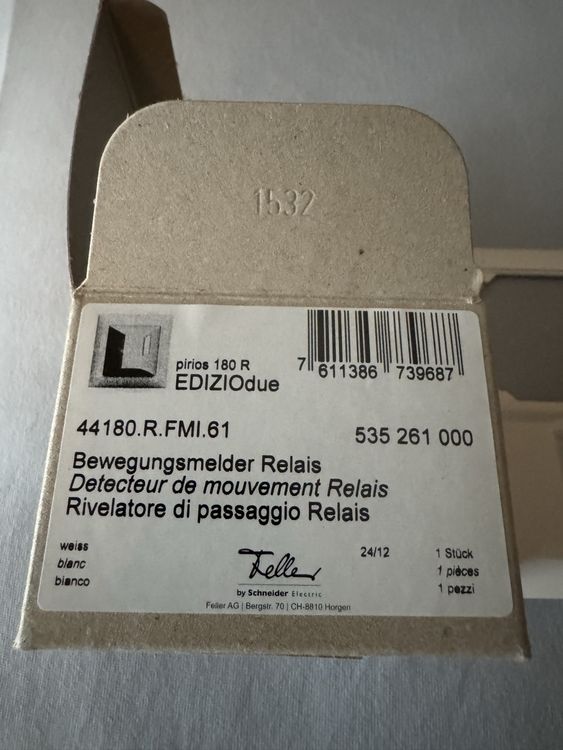 1532
pirios 180 R
EDIZIOdue
7 611386 739687
44180.R.FMI.61
535 261 000
Bewegungsmelder Relais
Detecteur de mouvement Relais
Rivelatore di passaggio Relais
weiss
blanc
bianco
Feller
by Schneider Electric
Feller AG | Bergstr. 70 | CH-8810 Horgen
24/12
1 Stück
1 pièces
1 pezzi